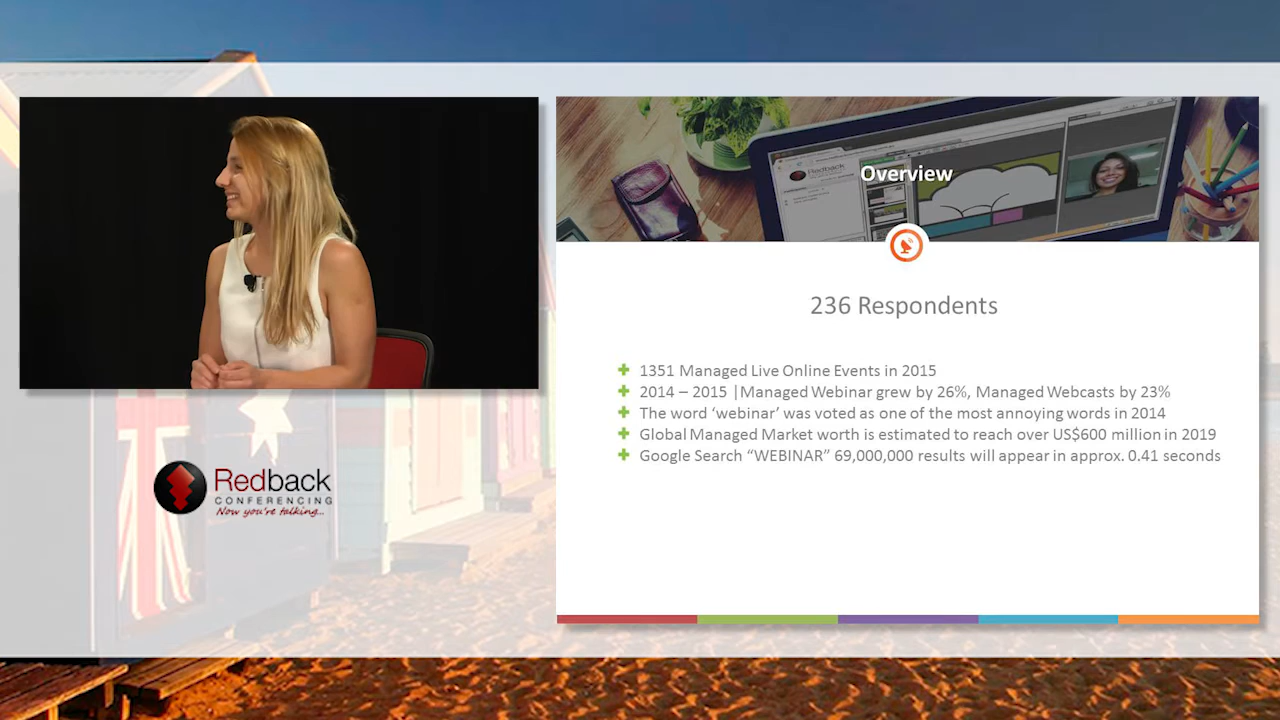 Redback
Overview
236 Respondents
1351 Managed Live Online Events in 2015
2014 – 2015 |Managed Webinar grew by 26%, Managed Webcasts by 23%
The word ‘webinar’ was voted as one of the most annoying words in 2014
Global Managed Market worth is estimated to reach over US$600 million in 2019
Google Search “WEBINAR” 69,000,000 results will appear in approx. 0.41 seconds
Redback
CONFERENCING
Now you're talking...